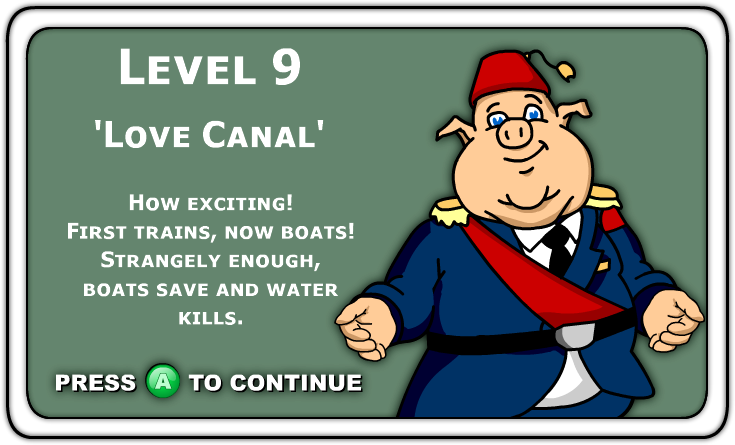 Level 9
'Love Canal'
How exciting!
First trains, now boats!
Strangely enough,
boats save and water
kills.
PRESS A TO CONTINUE